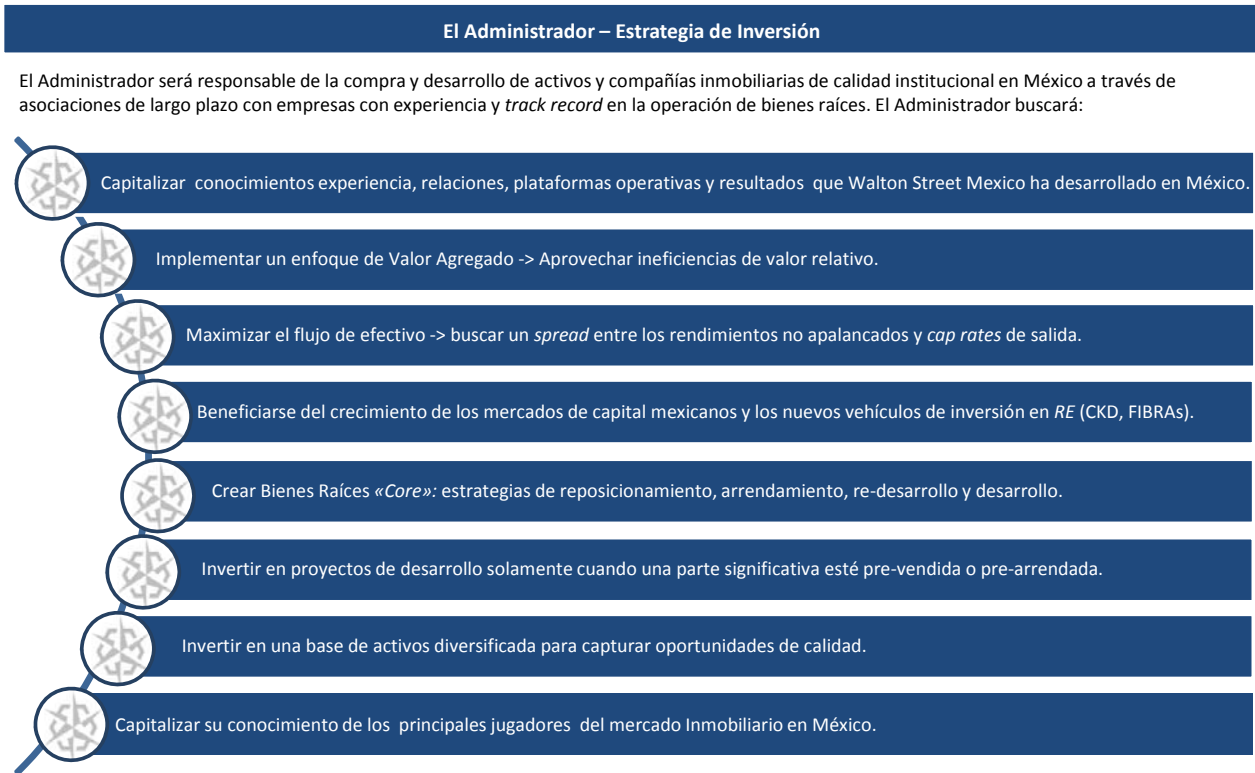 El Administrador – Estrategia de Inversión
El Administrador será responsable de la compra y desarrollo de activos y compañías inmobiliarias de calidad institucional en México a través de
asociaciones de largo plazo con empresas con experiencia y track record en la operación de bienes raíces. El Administrador buscará:
Capitalizar conocimientos experiencia, relaciones, plataformas operativas y resultados que Walton Street Mexico ha desarrollado en México.
Implementar un enfoque de Valor Agregado -> Aprovechar ineficiencias de valor relativo.
Maximizar el flujo de efectivo -> buscar un spread entre los rendimientos no apalancados y cap rates de salida.
Beneficiarse del crecimiento de los mercados de capital mexicanos y los nuevos vehículos de inversión en RE (CKD, FIBRAs).
Crear Bienes Raíces «Core»: estrategias de reposicionamiento, arrendamiento, re-desarrollo y desarrollo.
Invertir en proyectos de desarrollo solamente cuando una parte significativa esté pre-vendida o pre-arrendada.
Invertir en una base de activos diversificada para capturar oportunidades de calidad.
Capitalizar su conocimiento de los principales jugadores del mercado Inmobiliario en México.